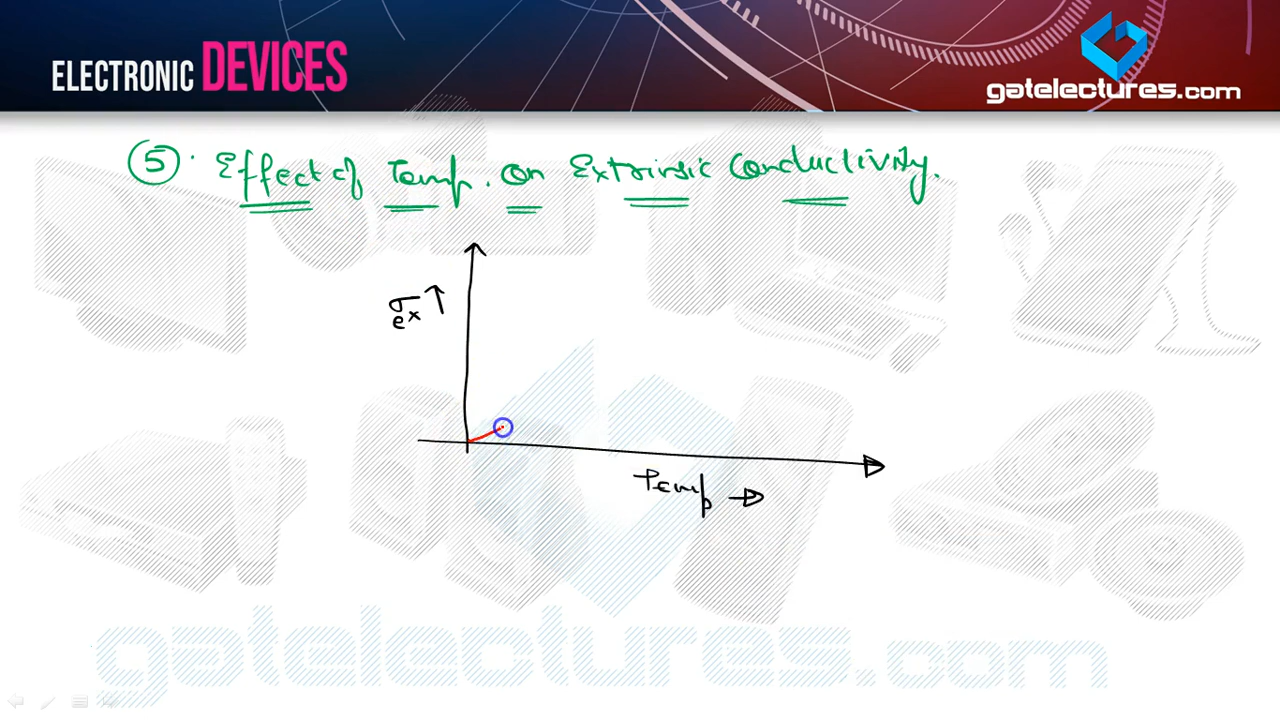 ELECTRONIC DEVICES
gatelectures.com
5. Effect of Temp. on Extrinsic Conductivity.
σex ↑
Temp →
gatelectures.com